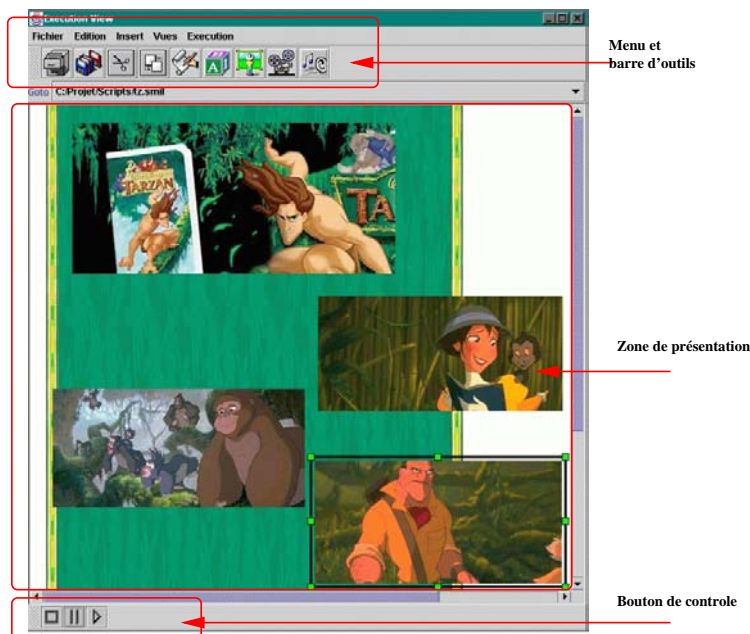 Execution View
Fichier Edition Insert Vues Execution
Menu et
barre d'outils
Goto C:/Projet/Scripts/tz.smil
TARZAN
TA
Zone de présentation
Bouton de controle